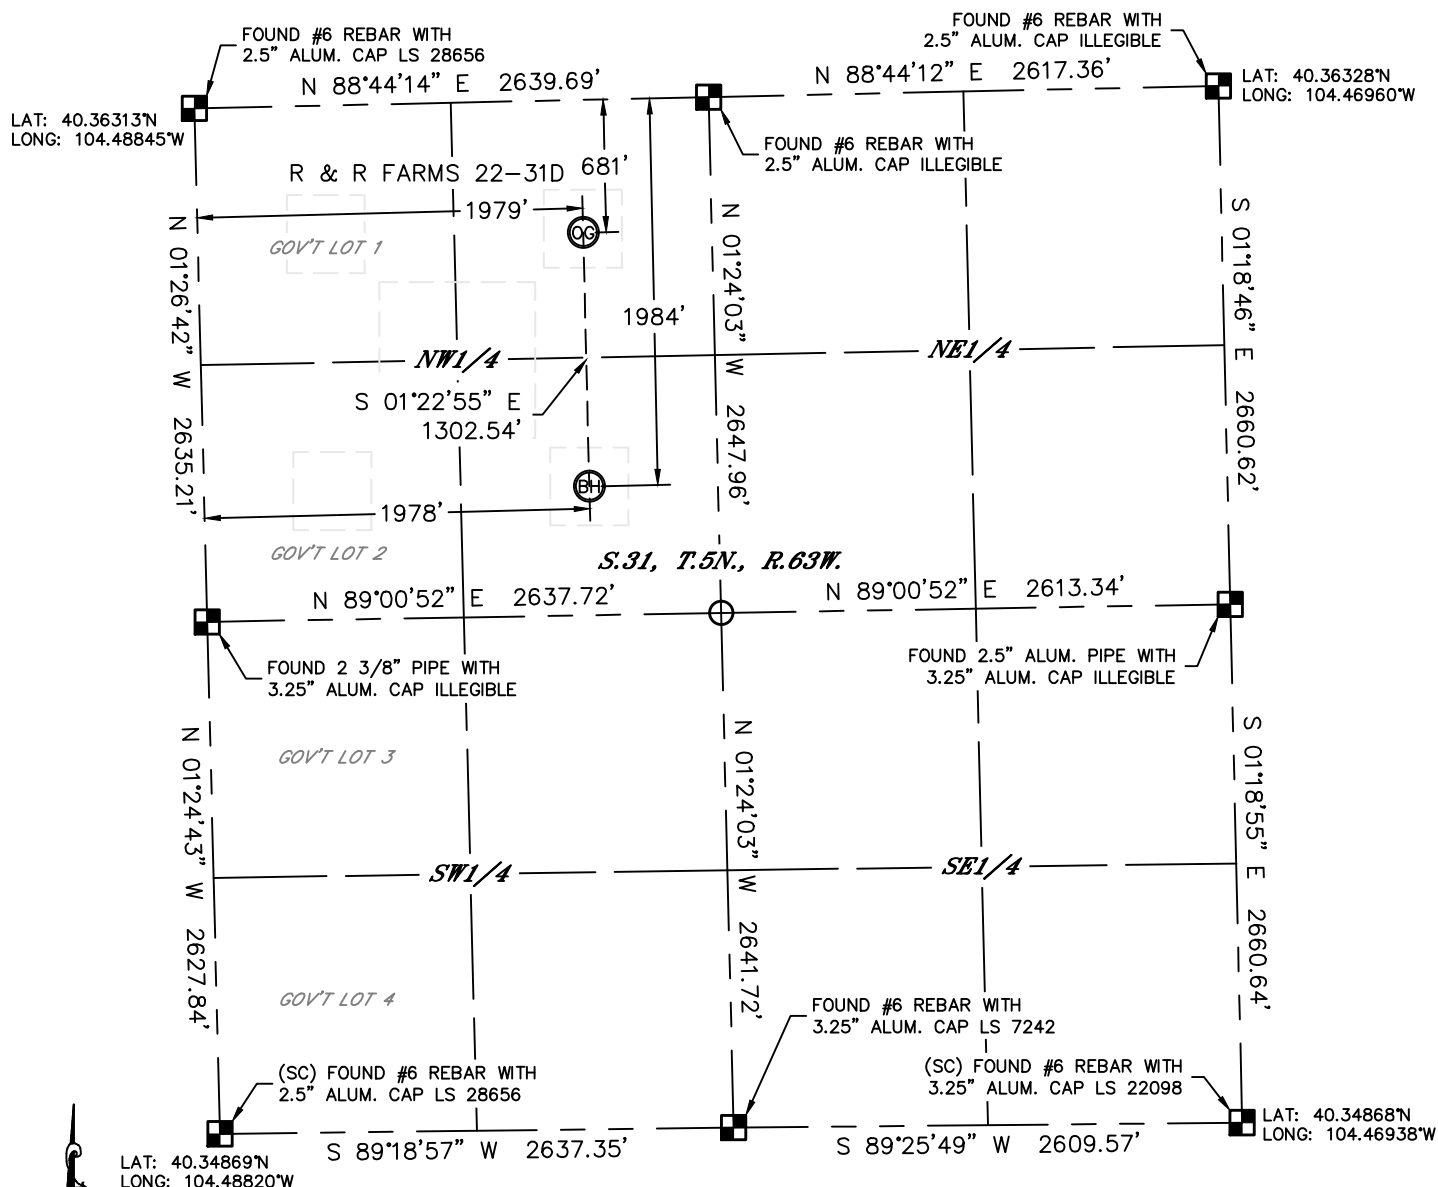 FOUND #6 REBAR WITH
2.5" ALUM. CAP LS 28656
FOUND #6 REBAR WITH
2.5" ALUM. CAP ILLEGIBLE
N 88°44'14" E 2639.69'
N 88°44'12" E 2617.36'
LAT: 40.36328°N
LONG: 104.46960°W
LAT: 40.36313°N
LONG: 104.48845°W
FOUND #6 REBAR WITH
2.5" ALUM. CAP ILLEGIBLE
R & R FARMS 22-31D
681'
1979'
OG
GOV'T LOT 1
N 01°26'42" W 2635.21'
N 01°24'03" W 2647.96'
S 01°18'46" E 2660.62'
1984'
NW1/4
NE1/4
S 01°22'55" E
1302.54'
BH
1978'
GOV'T LOT 2
S.31, T.5N., R.63W.
N 89°00'52" E 2637.72'
N 89°00'52" E 2613.34'
FOUND 2 3/8" PIPE WITH
3.25" ALUM. CAP ILLEGIBLE
FOUND 2.5" ALUM. PIPE WITH
3.25" ALUM. CAP ILLEGIBLE
N 01°24'43" W 2627.84'
N 01°24'03" W 2641.72'
S 01°18'55" E 2660.64'
GOV'T LOT 3
SW1/4
SE1/4
GOV'T LOT 4
FOUND #6 REBAR WITH
3.25" ALUM. CAP LS 7242
(SC) FOUND #6 REBAR WITH
2.5" ALUM. CAP LS 28656
(SC) FOUND #6 REBAR WITH
3.25" ALUM. CAP LS 22098
LAT: 40.34868°N
LONG: 104.46938°W
S 89°18'57" W 2637.35'
S 89°25'49" W 2609.57'
LAT: 40.34869°N
LONG: 104.48820°W